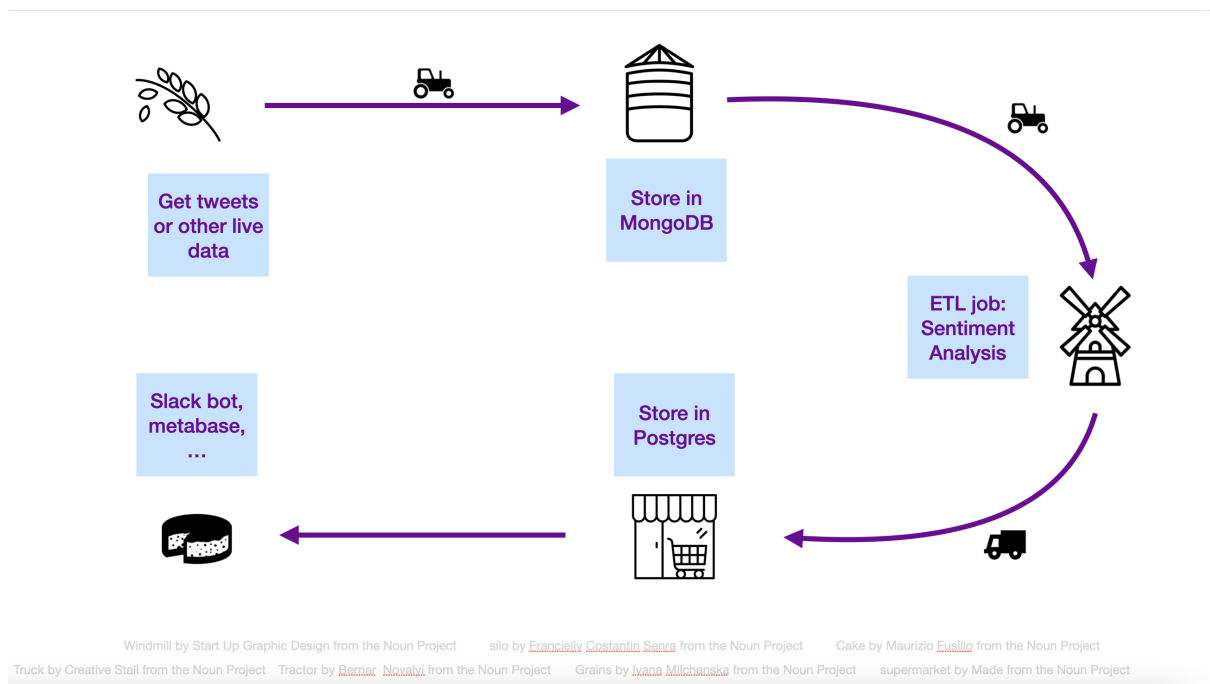 Get tweets
or other live
data
Store in
MongoDB
ETL job:
Sentiment
Analysis
Store in
Postgres
Slack bot,
metabase,
…
Windmill by Start Up Graphic Design from the Noun Project silo by Francielly Costantin Senra from the Noun Project Cake by Maurizio Fusillo from the Noun Project
Truck by Creative Stall from the Noun Project Tractor by Bernar Novalyi from the Noun Project Grains by Ivana Milchanska from the Noun Project supermarket by Made from the Noun Project